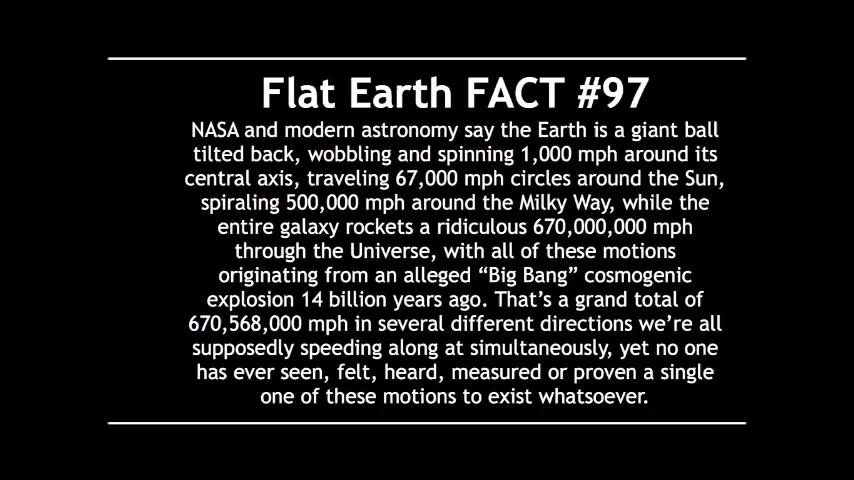 Flat Earth FACT #97
NASA and modern astronomy say the Earth is a giant ball
tilted back, wobbling and spinning 1,000 mph around its
central axis, traveling 67,000 mph circles around the Sun,
spiraling 500,000 mph around the Milky Way, while the
entire galaxy rockets a ridiculous 670,000,000 mph
through the Universe, with all of these motions
originating from an alleged “Big Bang” cosmogenic
explosion 14 billion years ago. That’s a grand total of
670,568,000 mph in several different directions we’re all
supposedly speeding along at simultaneously, yet no one
has ever seen, felt, heard, measured or proven a single
one of these motions to exist whatsoever.